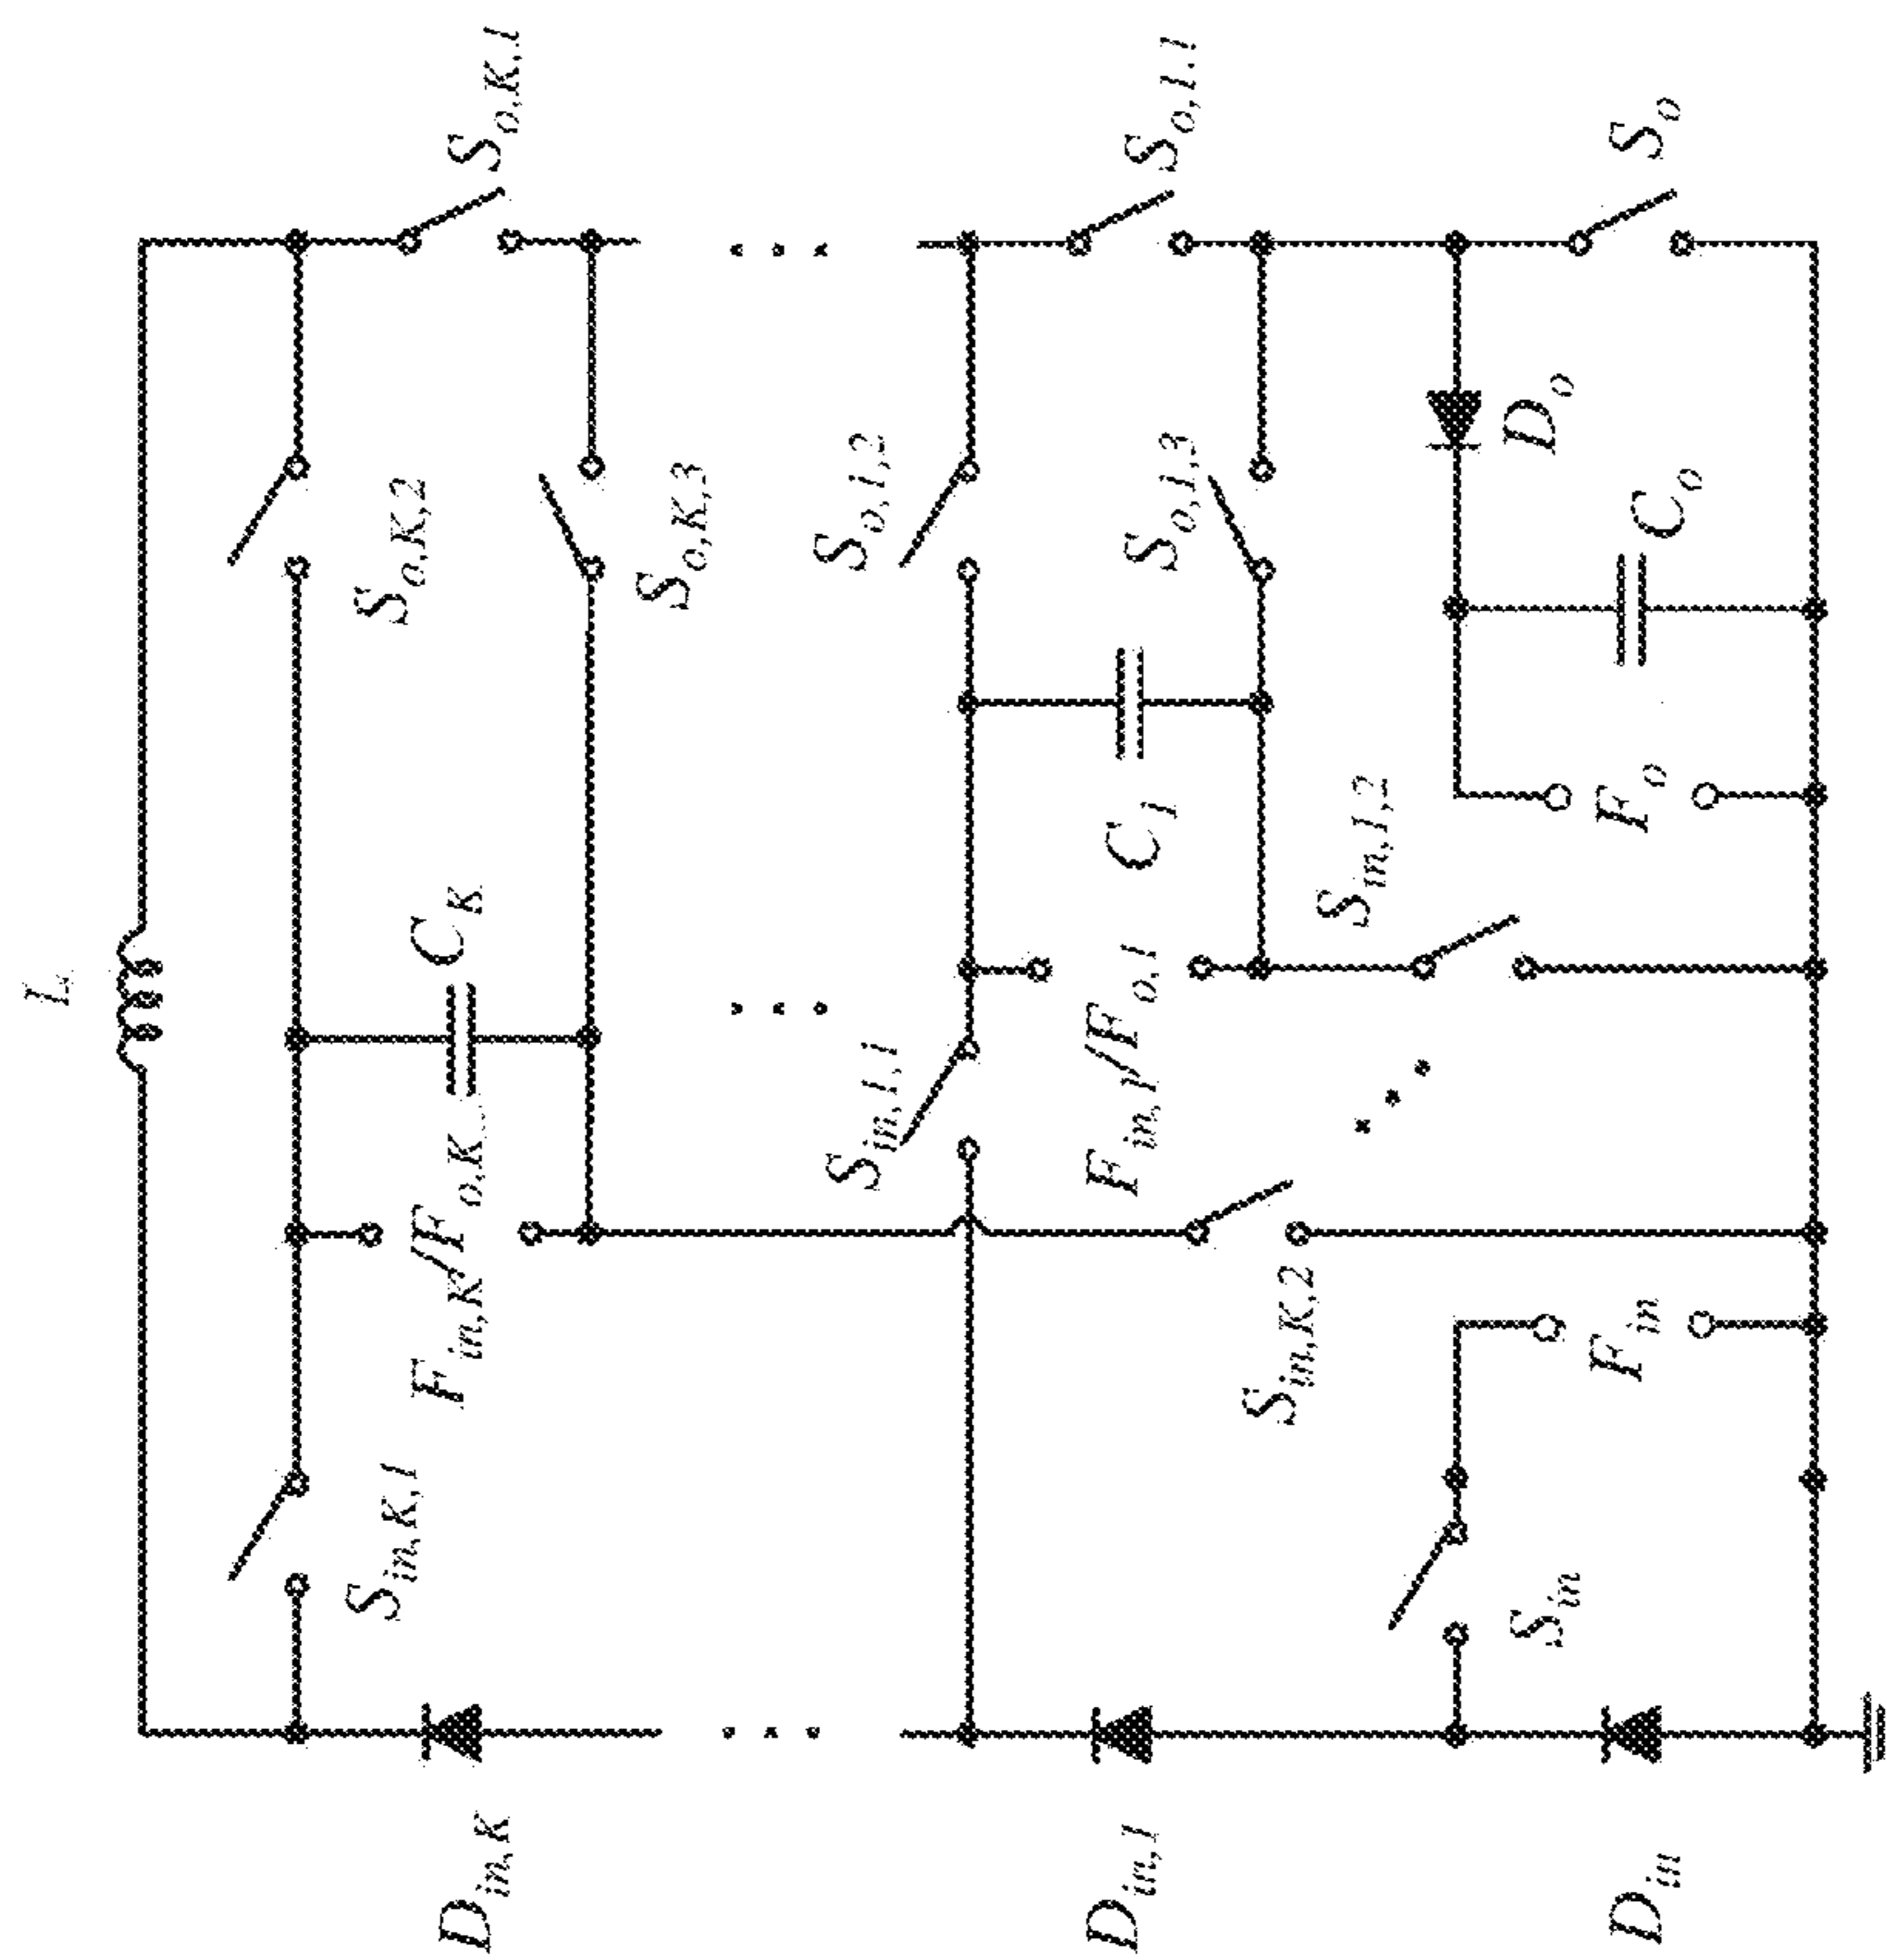 L
S_{o,K,1}
S_{o,K,2}
C_K
F_{in,K}/F_{o,K}
S_{in,K,1}
D_{in,K}
S_{o,K,3}
S_{o,1,2}
S_{in,1,1}
S_{o,1,1}
S_{o,1,3}
C_1
F_{in,1}/F_{o,1}
D_{in,1}
S_{in,1,2}
S_{in,K,2}
D_o
S_{in}
S_o
C_o
F_o
F_{in}
D_{in}